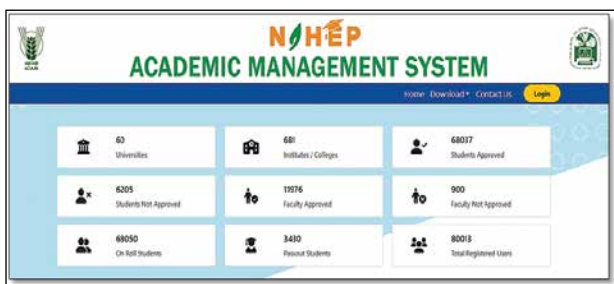 NAHEP
ACADEMIC MANAGEMENT SYSTEM
Home Download Contact Us Login
60
Universities
681
Institutes / Colleges
68037
Students Approved
6205
Students Not Approved
11976
Faculty Approved
900
Faculty Not Approved
68050
On Roll Students
3430
Passout Students
80013
Total Registered Users